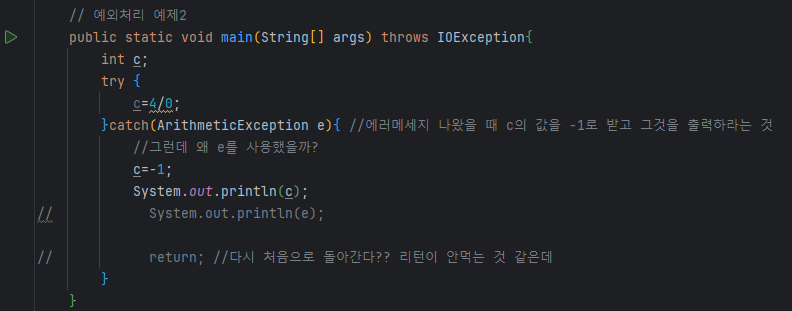 // 예외처리 예제2
public static void main(String[] args) throws IOException{
int c;
try {
c=4/0;
}catch(ArithmeticException e){ //에러메세지 나왔을 때 c의 값을 -1로 받고 그것을 출력하라는 것
//그런데 왜 e를 사용했을까?
c=-1;
System.out.println(c);
// System.out.println(e);
// return; //다시 처음으로 돌아간다?? 리턴이 안먹는 것 같은데
}
}